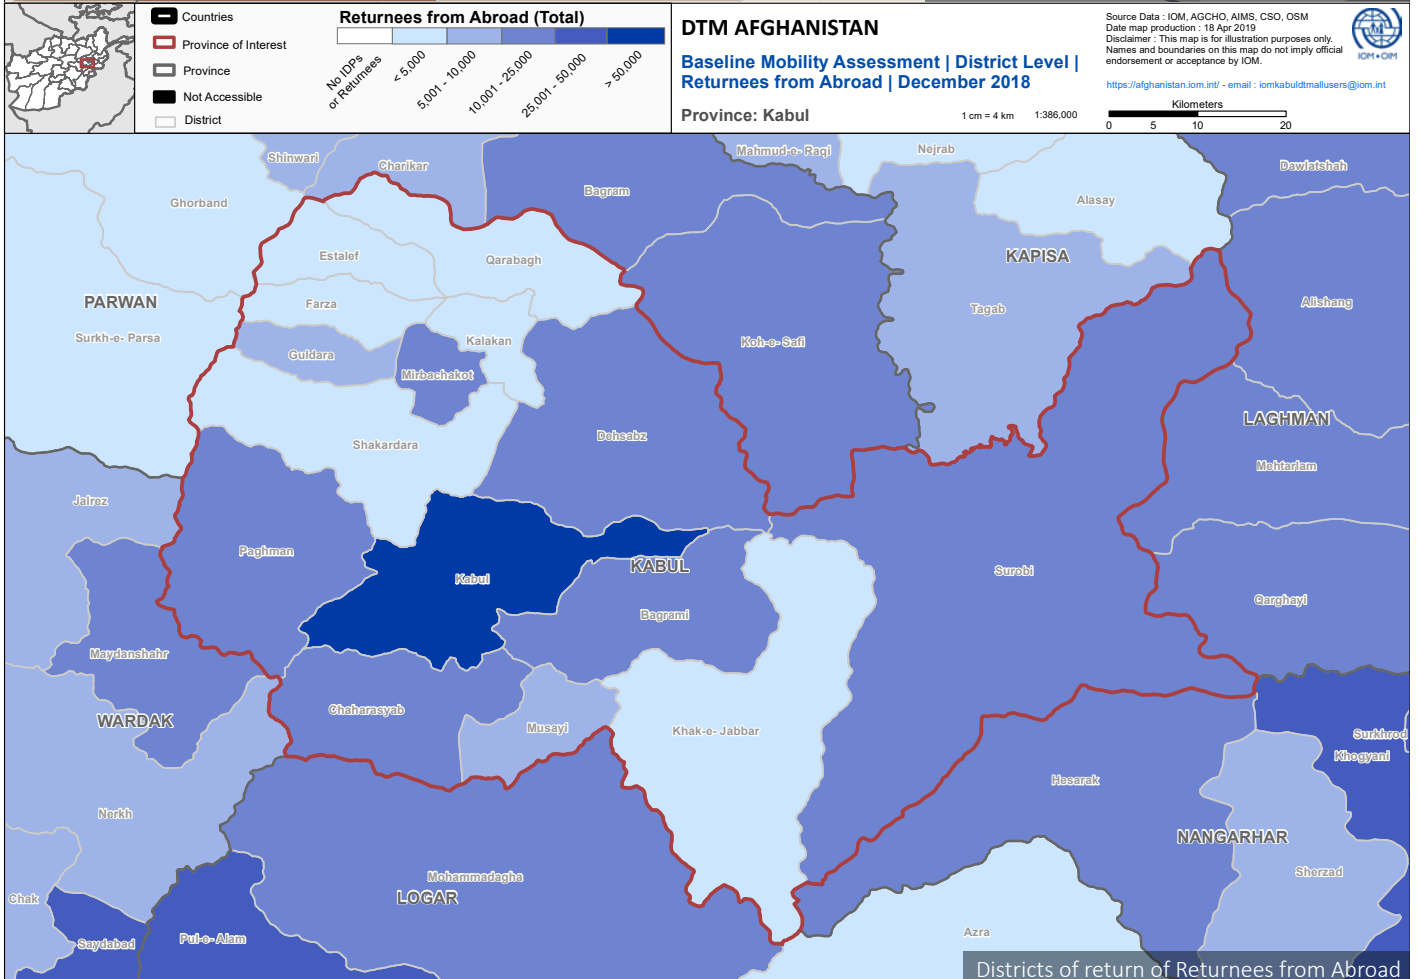 Countries
Province of Interest
Province
Not Accessible
District
Returnees from Abroad (Total)
No IDPs
or Returnees
< 5,000
5,001 - 10,000
10,001 - 25,000
25,001 - 50,000
> 50,000
DTM AFGHANISTAN
Baseline Mobility Assessment | District Level |
Returnees from Abroad | December 2018
Province: Kabul
1 cm = 4 km
1:386,000
Source Data : IOM, AGCHO, AIMS, CSO, OSM
Date map production : 18 Apr 2019
Disclaimer : This map is for illustration purposes only.
Names and boundaries on this map do not imply official
endorsement or acceptance by IOM.
https://afghanistan.iom.int/ - email : iomkabuldtmallusers@iom.int
IOM•OIM
Kilometers
0 5 10 20
Shinwari
Charikar
Mahmud-e- Raqi
Nejrab
Dawlatshah
Bagram
Ghorband
Alasay
Estalef
Qarabagh
KAPISA
PARWAN
Farza
Tagab
Alishang
Surkh-e- Parsa
Kalakan
Koh-e- Safi
Guldara
Mirbachakot
LAGHMAN
Dehsabz
Shakardara
Mehtarlam
Jalrez
Paghman
KABUL
Surobi
Kabul
Qarghayi
Bagrami
Maydanshahr
Chaharasyab
WARDAK
Musayi
Khak-e- Jabbar
Surkhrod
Khogyani
Hesarak
Nerkh
NANGARHAR
Sherzad
Mohammadagha
LOGAR
Chak
Azra
Pul-e- Alam
Saydabad
Districts of return of Returnees from Abroad